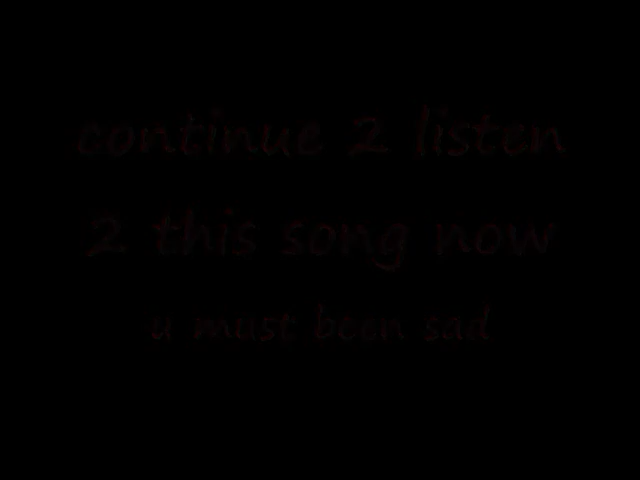 continue 2 listen
2 this song now
u must been sad